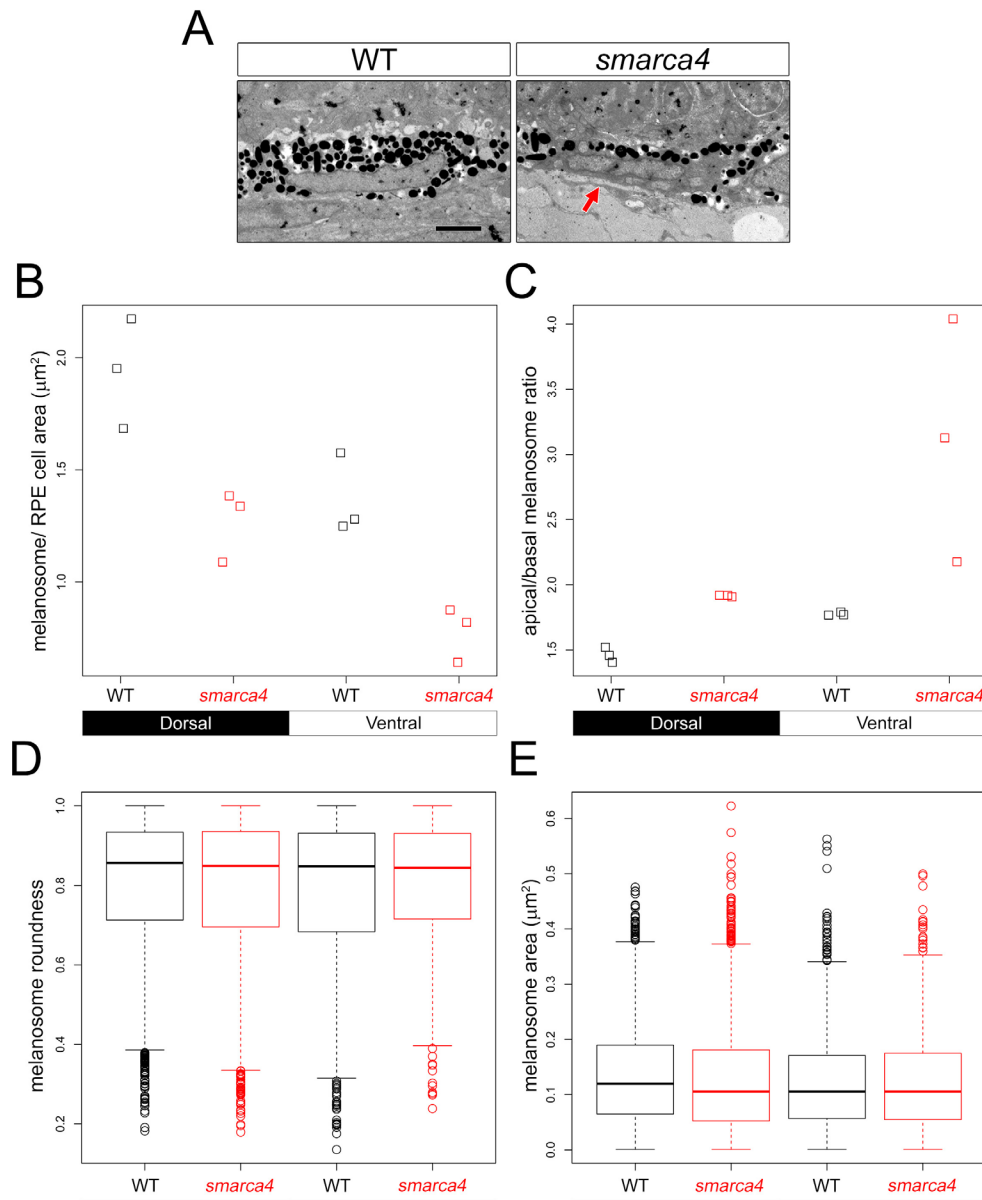 A
WT smarca4
B
melanosome/ RPE cell area (μm²)
2.0
1.5
1.0
WT smarca4 WT smarca4
Dorsal Ventral
C
apical/basal melanosome ratio
4.0
3.5
3.0
2.5
2.0
1.5
WT smarca4 WT smarca4
Dorsal Ventral
D
melanosome roundness
1.0
0.8
0.6
0.4
0.2
WT smarca4 WT smarca4
E
melanosome area (μm²)
0.6
0.5
0.4
0.3
0.2
0.1
0.0
WT smarca4 WT smarca4